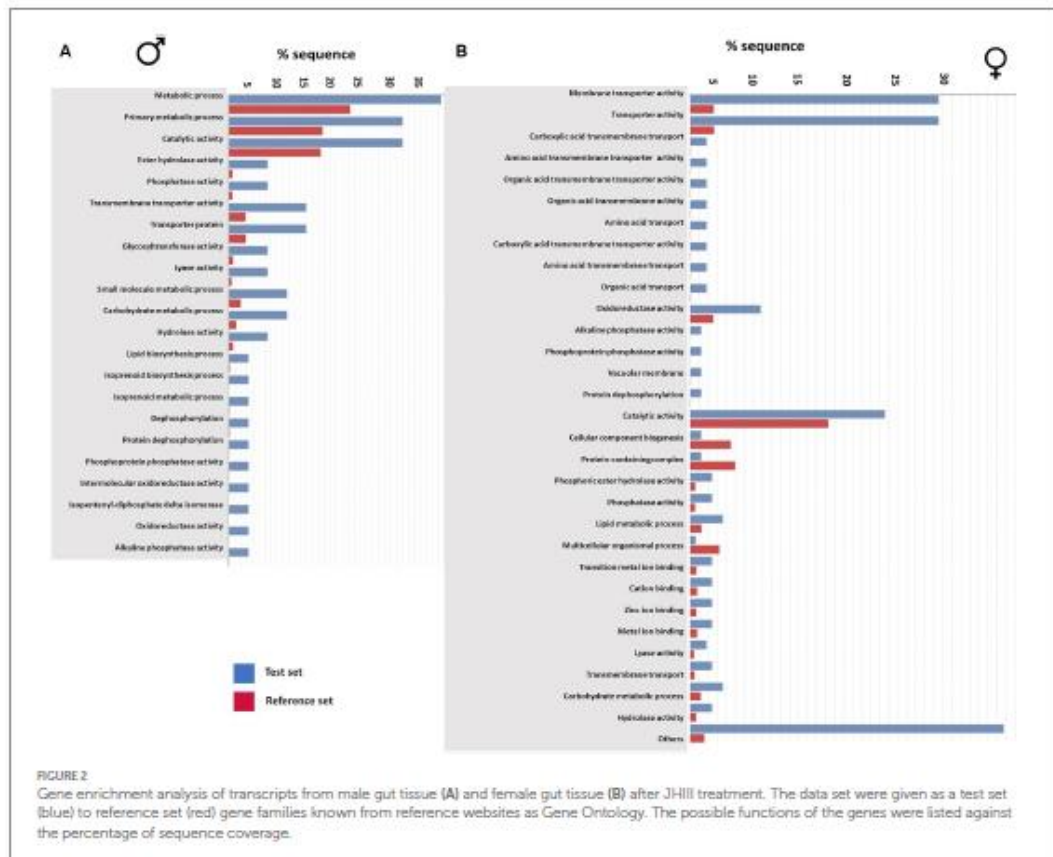 A
♂
% sequence
5 10 15 20 25 30 35
Metabolic process
Primary metabolic process
Catalytic activity
Ester hydrolase activity
Phosphatase activity
Transmembrane transporter activity
Transporter protein
Glycosyltransferase activity
Lyase activity
Small molecule metabolic process
Carbohydrate metabolic process
Hydrolase activity
Lipid biosynthesis process
Isoprenoid biosynthesis process
Isoprenoid metabolic process
Dephosphorylation
Protein dephosphorylation
Phosphoprotein phosphatase activity
Intermolecular oxidoreductase activity
Isopentenyl-diphosphate delta isomerase
Oxidoreductase activity
Alkaline phosphatase activity
Test set
Reference set
B
% sequence
♀
5 10 15 20 25 30
Membrane transporter activity
Transporter activity
Carboxylic acid transmembrane transport
Amino acid transmembrane transporter activity
Organic acid transmembrane transporter activity
Organic acid transmembrane activity
Amino acid transport
Carboxylic acid transmembrane transporter activity
Amino acid transmembrane transport
Organic acid transport
Oxidoreductase activity
Alkaline phosphatase activity
Phosphoprotein phosphatase activity
Vacuolar membrane
Protein dephosphorylation
Catalytic activity
Cellular component biogenesis
Protein-containing complex
Phosphoric ester hydrolase activity
Phosphatase activity
Lipid metabolic process
Multicellular organismal process
Transition metal ion binding
Cation binding
Zinc ion binding
Metal ion binding
Lyase activity
Transmembrane transport
Carbohydrate metabolic process
Hydrolase activity
Others
FIGURE 2
Gene enrichment analysis of transcripts from male gut tissue (A) and female gut tissue (B) after JHIII treatment. The data set were given as a test set
(blue) to reference set (red) gene families known from reference websites as Gene Ontology. The possible functions of the genes were listed against
the percentage of sequence coverage.